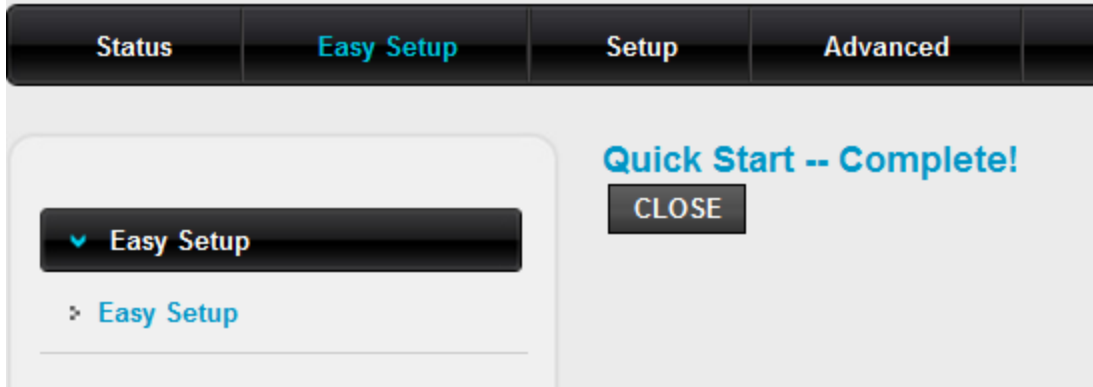 Status Easy Setup Setup Advanced
Quick Start -- Complete!
CLOSE
Easy Setup
Easy Setup